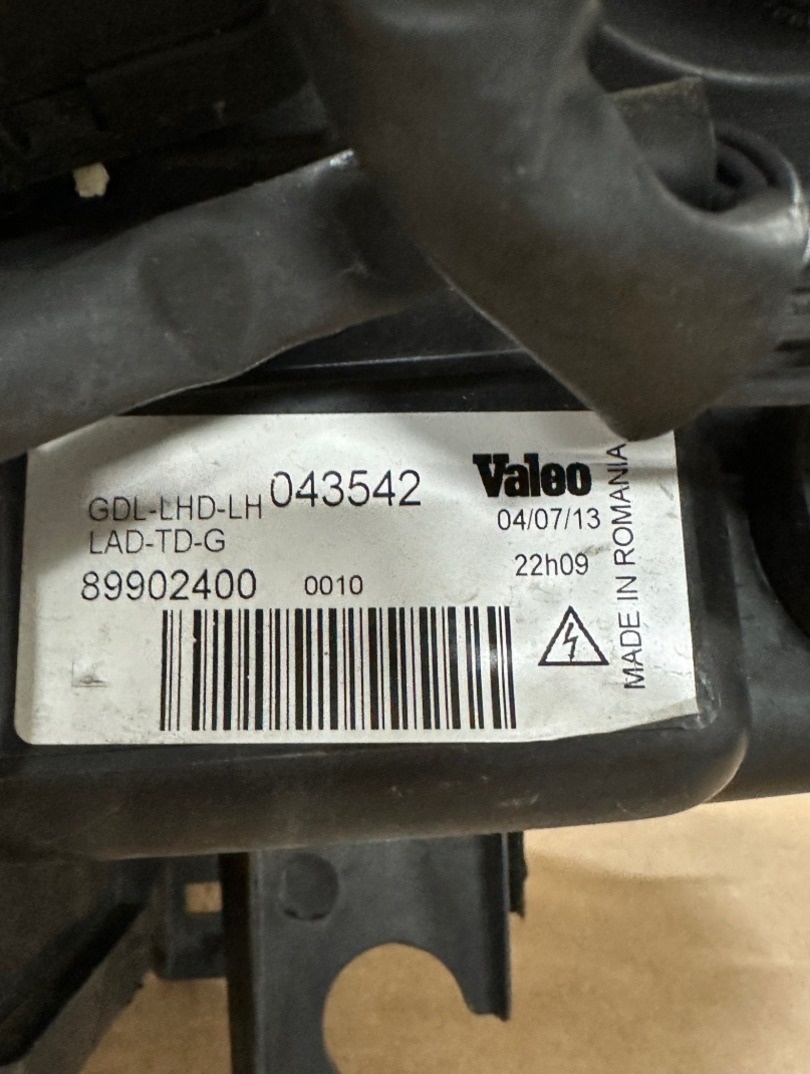 GDL-LHD-LH 043542 Valeo
LAD-TD-G 04/07/13
89902400 0010 22h09
MADE IN ROMANIA